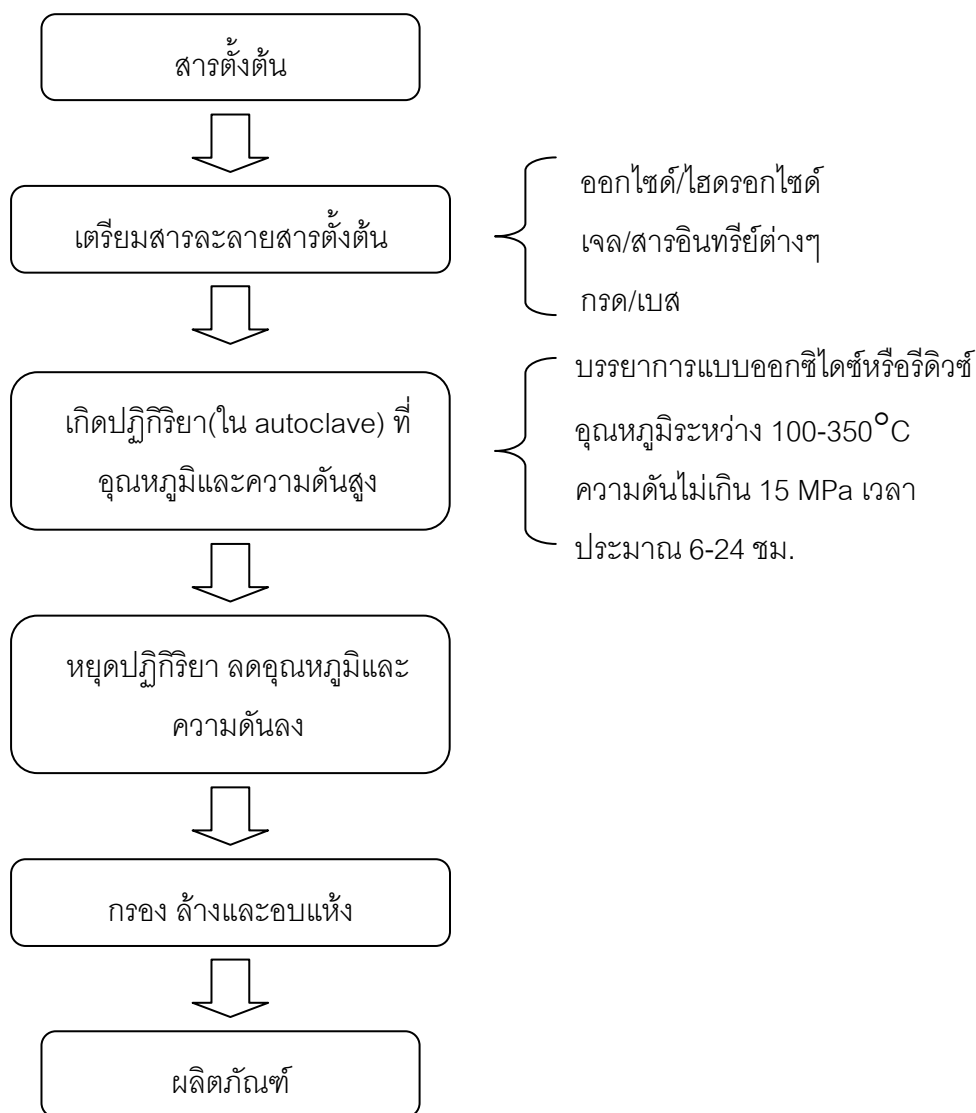 สารตั้งต้น
เตรียมสารละลายสารตั้งต้น
ออกไซด์/ไฮดรอกไซด์
เจล/สารอินทรีย์ต่างๆ
กรด/เบส
เกิดปฏิกิริยา(ใน autoclave) ที่
อุณหภูมิและความดันสูง
บรรยาการแบบออกซิไดซ์หรือรีดิวซ์
อุณหภูมิระหว่าง 100-350°C
ความดันไม่เกิน 15 MPa เวลา
ประมาณ 6-24 ชม.
หยุดปฏิกิริยา ลดอุณหภูมิและ
ความดันลง
กรอง ล้างและอบแห้ง
ผลิตภัณฑ์